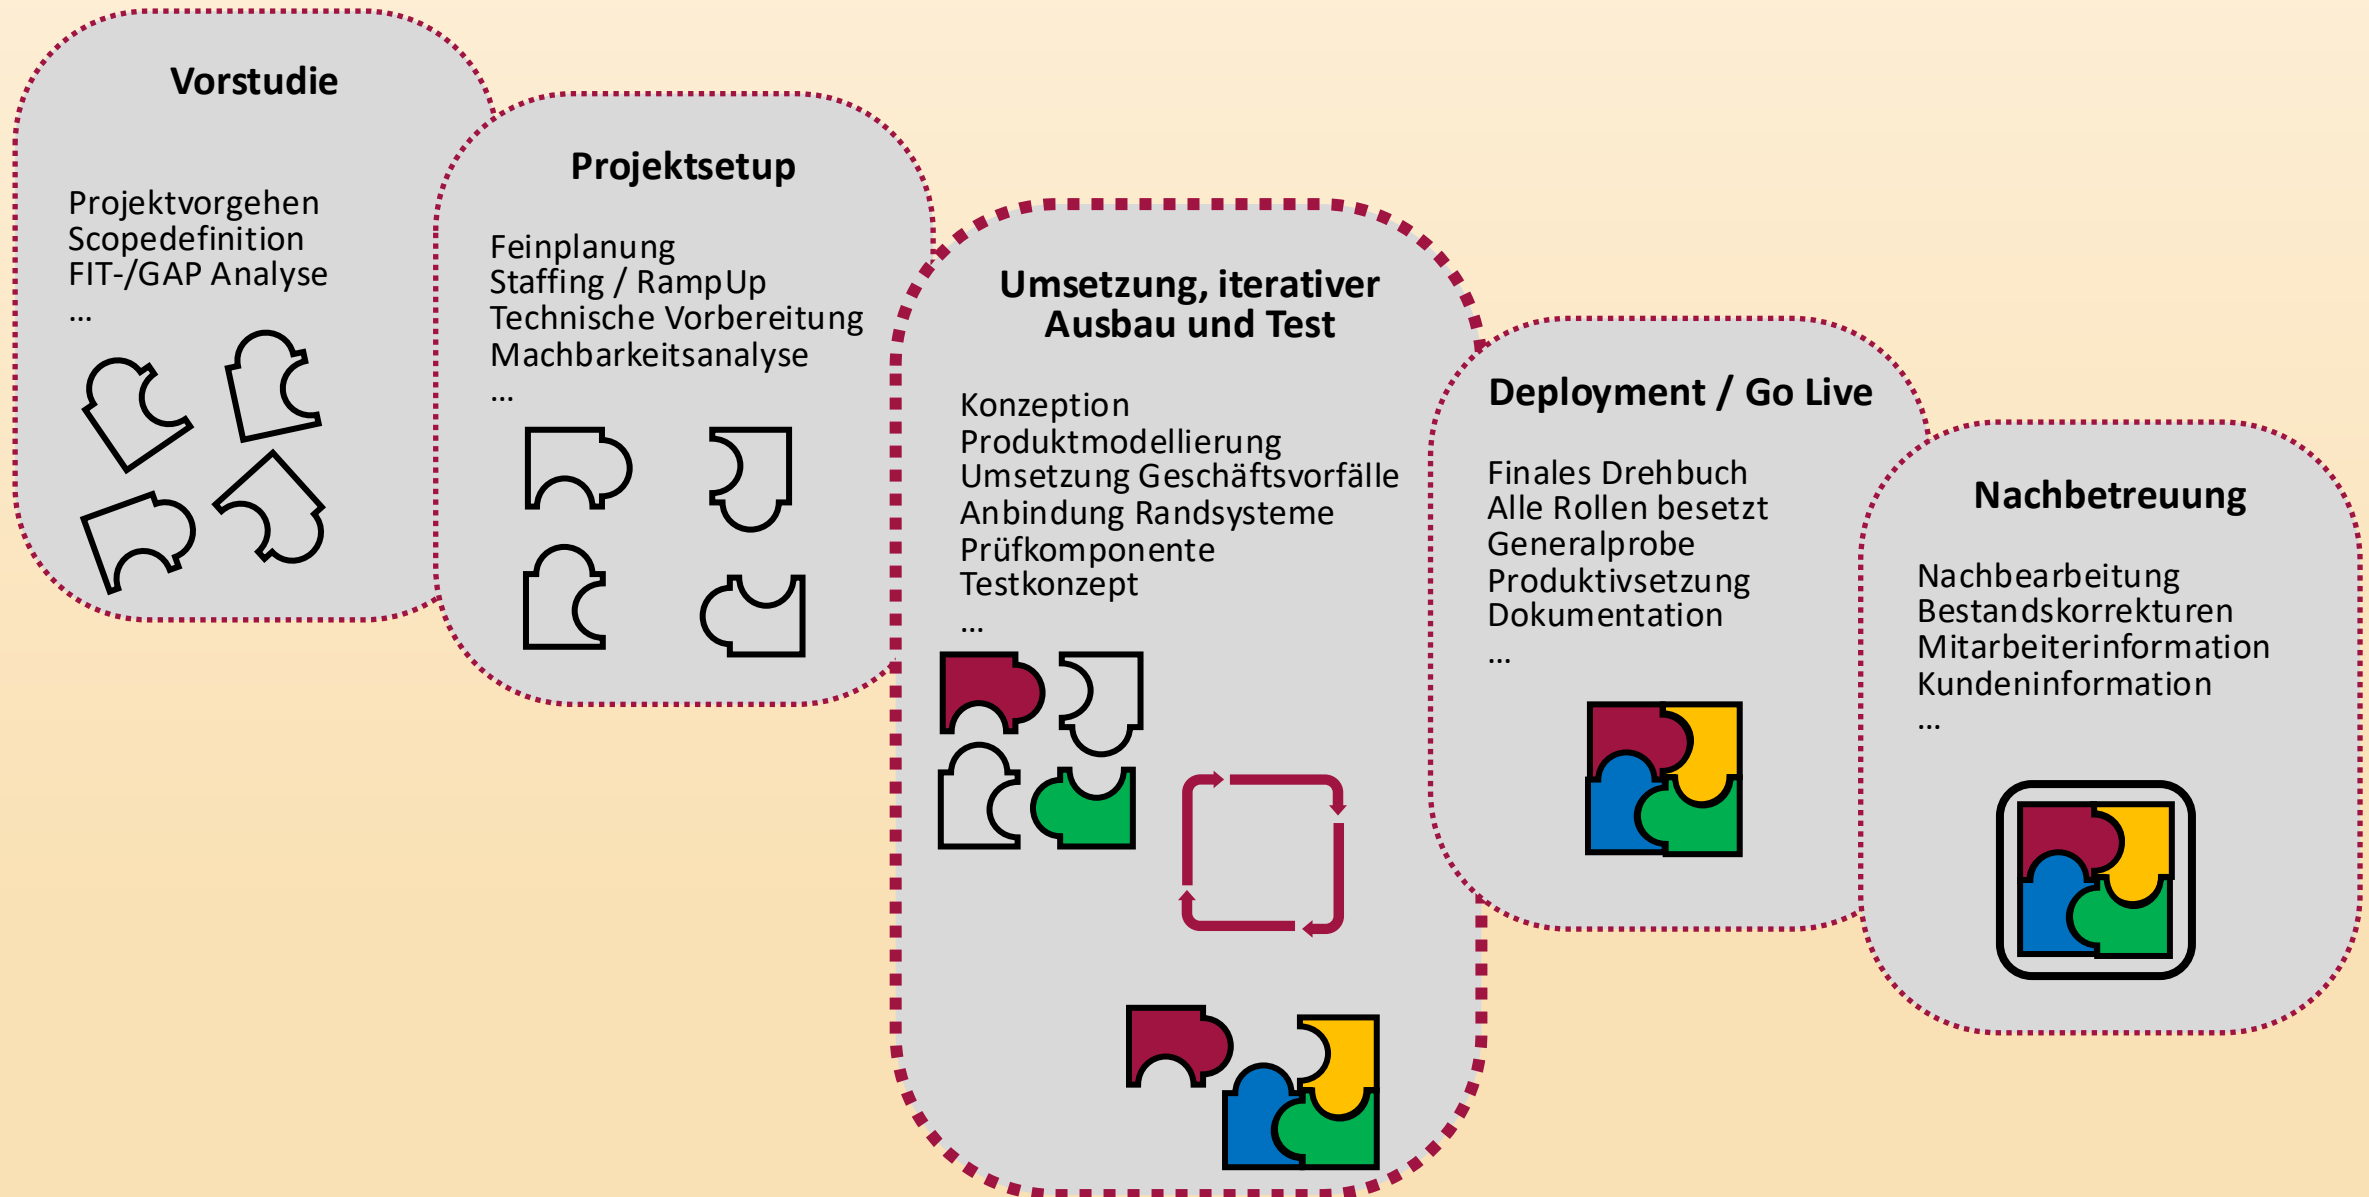 Vorstudie
Projektvorgehen
Scopedefinition
FIT-/GAP Analyse
...
Projektsetup
Feinplanung
Staffing / RampUp
Technische Vorbereitung
Machbarkeitsanalyse
...
Umsetzung, iterativer
Ausbau und Test
Konzeption
Produktmodellierung
Umsetzung Geschäftsvorfälle
Anbindung Randsysteme
Prüfkomponente
Testkonzept
...
Deployment / Go Live
Finales Drehbuch
Alle Rollen besetzt
Generalprobe
Produktivsetzung
Dokumentation
...
Nachbetreuung
Nachbearbeitung
Bestandskorrekturen
Mitarbeiterinformation
Kundeninformation
...